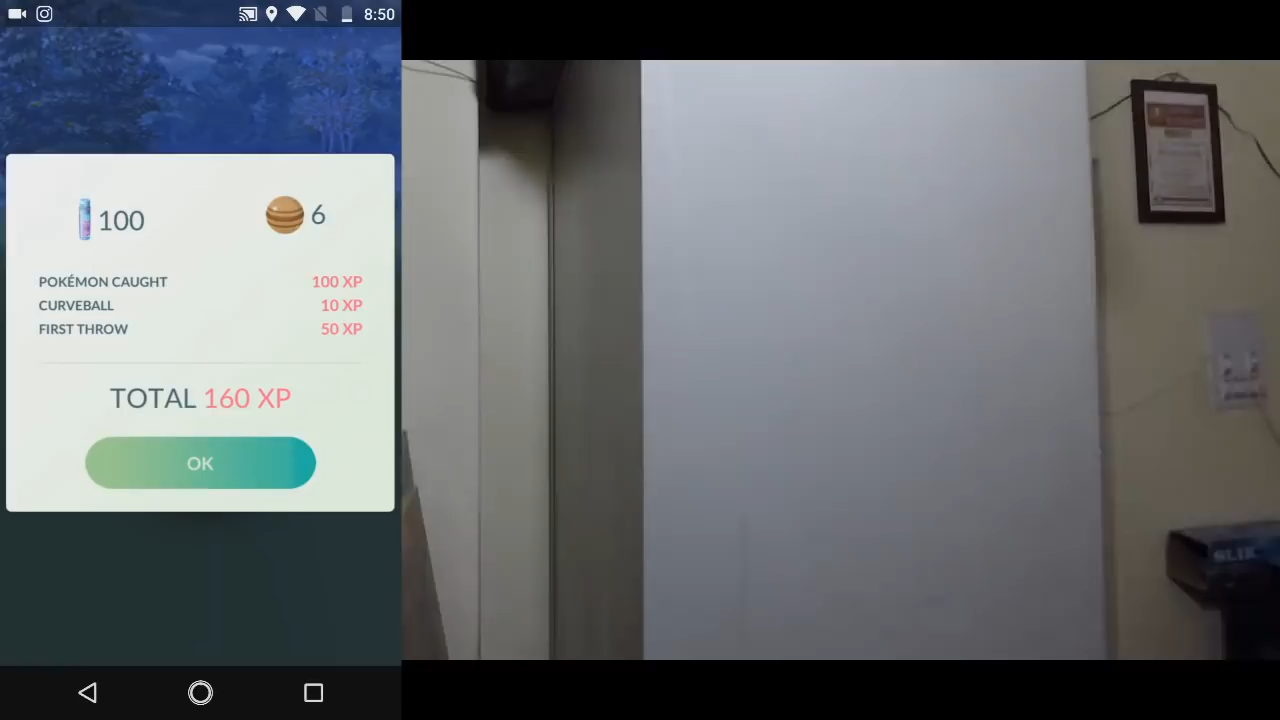 8:50
100
6
POKÉMON CAUGHT 100 XP
CURVEBALL 10 XP
FIRST THROW 50 XP
TOTAL 160 XP
OK
SLIK